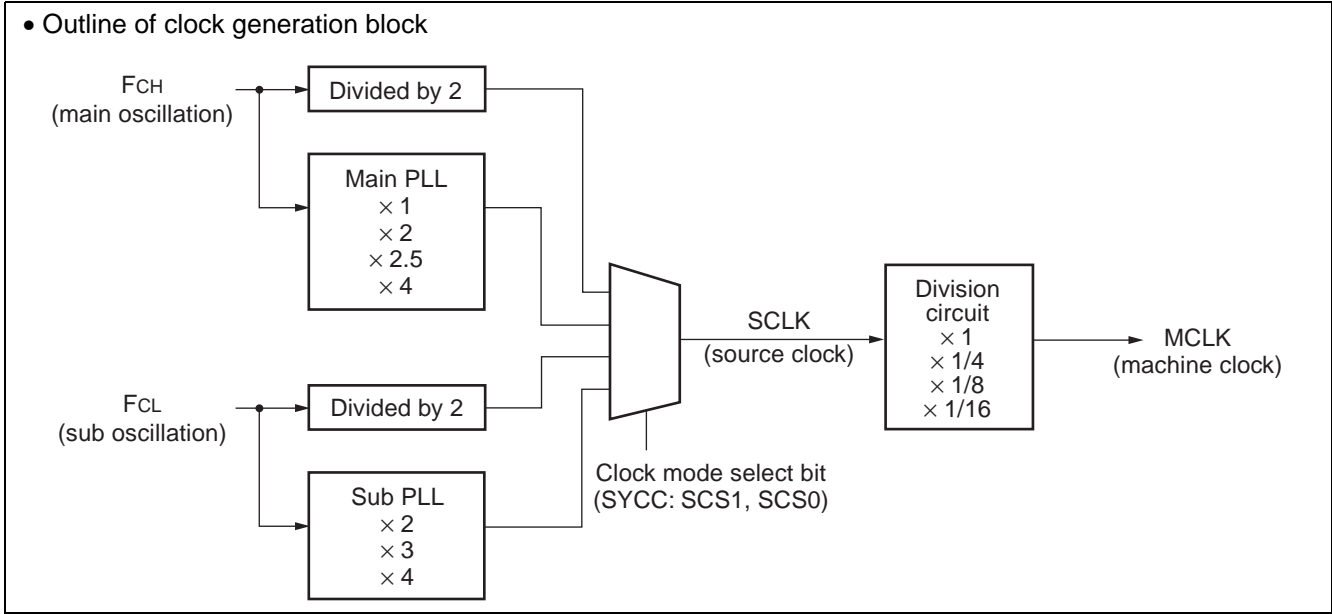 • Outline of clock generation block
FCH
(main oscillation)
Divided by 2
Main PLL
× 1
× 2
× 2.5
× 4
FCL
(sub oscillation)
Divided by 2
Sub PLL
× 2
× 3
× 4
Clock mode select bit
(SYCC: SCS1, SCS0)
SCLK
(source clock)
Division
circuit
× 1
× 1/4
× 1/8
× 1/16
MCLK
(machine clock)